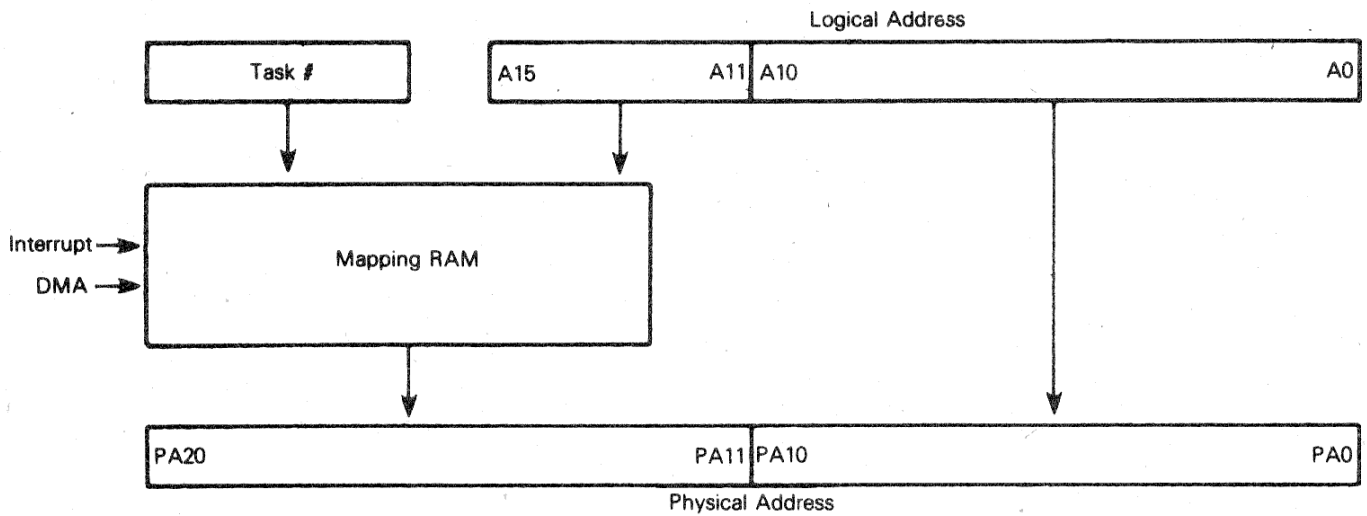 Logical Address
Task #
A15
A11
A10
A0
Interrupt
DMA
Mapping RAM
PA20
PA11
PA10
PA0
Physical Address